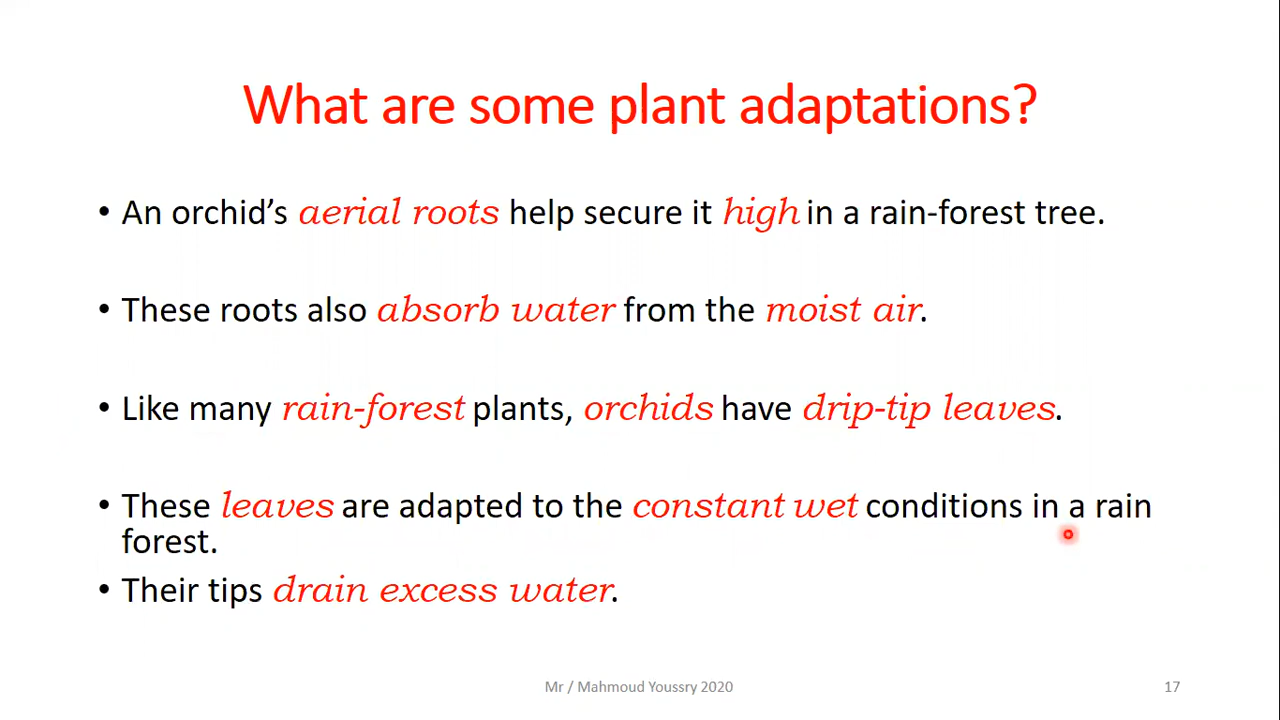 What are some plant adaptations?
• An orchid’s aerial roots help secure it high in a rain-forest tree.
• These roots also absorb water from the moist air.
• Like many rain-forest plants, orchids have drip-tip leaves.
• These leaves are adapted to the constant wet conditions in a rain
forest.
• Their tips drain excess water.
Mr / Mahmoud Youssry 2020
17